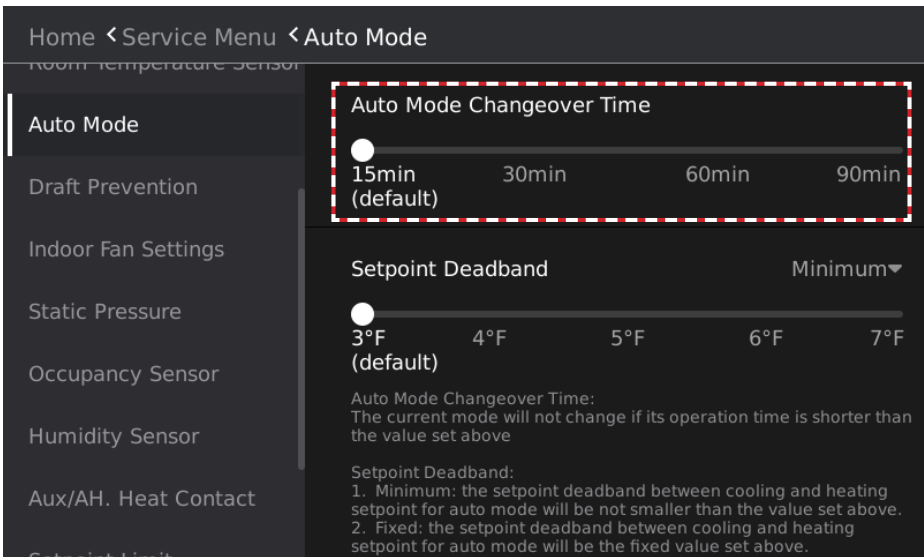 Home < Service Menu < Auto Mode
Room Temperature Sensor
Auto Mode
Draft Prevention
Indoor Fan Settings
Static Pressure
Occupancy Sensor
Humidity Sensor
Aux/AH. Heat Contact
Setpoint Limit
Auto Mode Changeover Time
15min 30min 60min 90min
(default)
Setpoint Deadband Minimum
3°F 4°F 5°F 6°F 7°F
(default)
Auto Mode Changeover Time:
The current mode will not change if its operation time is shorter than
the value set above
Setpoint Deadband:
1. Minimum: the setpoint deadband between cooling and heating
setpoint for auto mode will be not smaller than the value set above.
2. Fixed: the setpoint deadband between cooling and heating
setpoint for auto mode will be the fixed value set above.